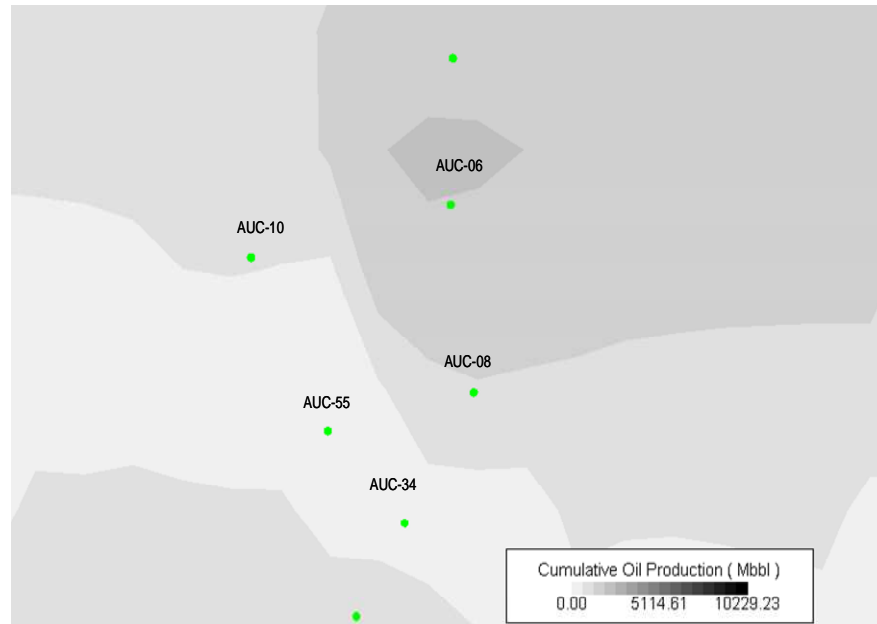 AUC-06
AUC-10
AUC-08
AUC-55
AUC-34
Cumulative Oil Production ( Mbbl )
0.00 5114.61 10229.23